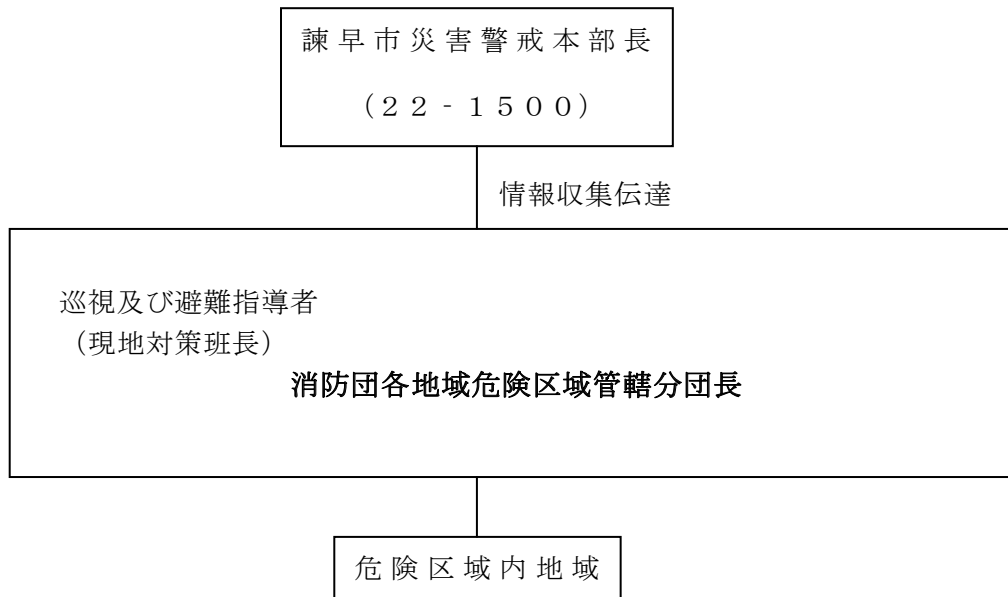 諫早市災害警戒本部長
(22‐1500)
情報収集伝達
巡視及び避難指導者
(現地対策班長)
消防団各地域危険区域管轄分団長
危険区域内地域